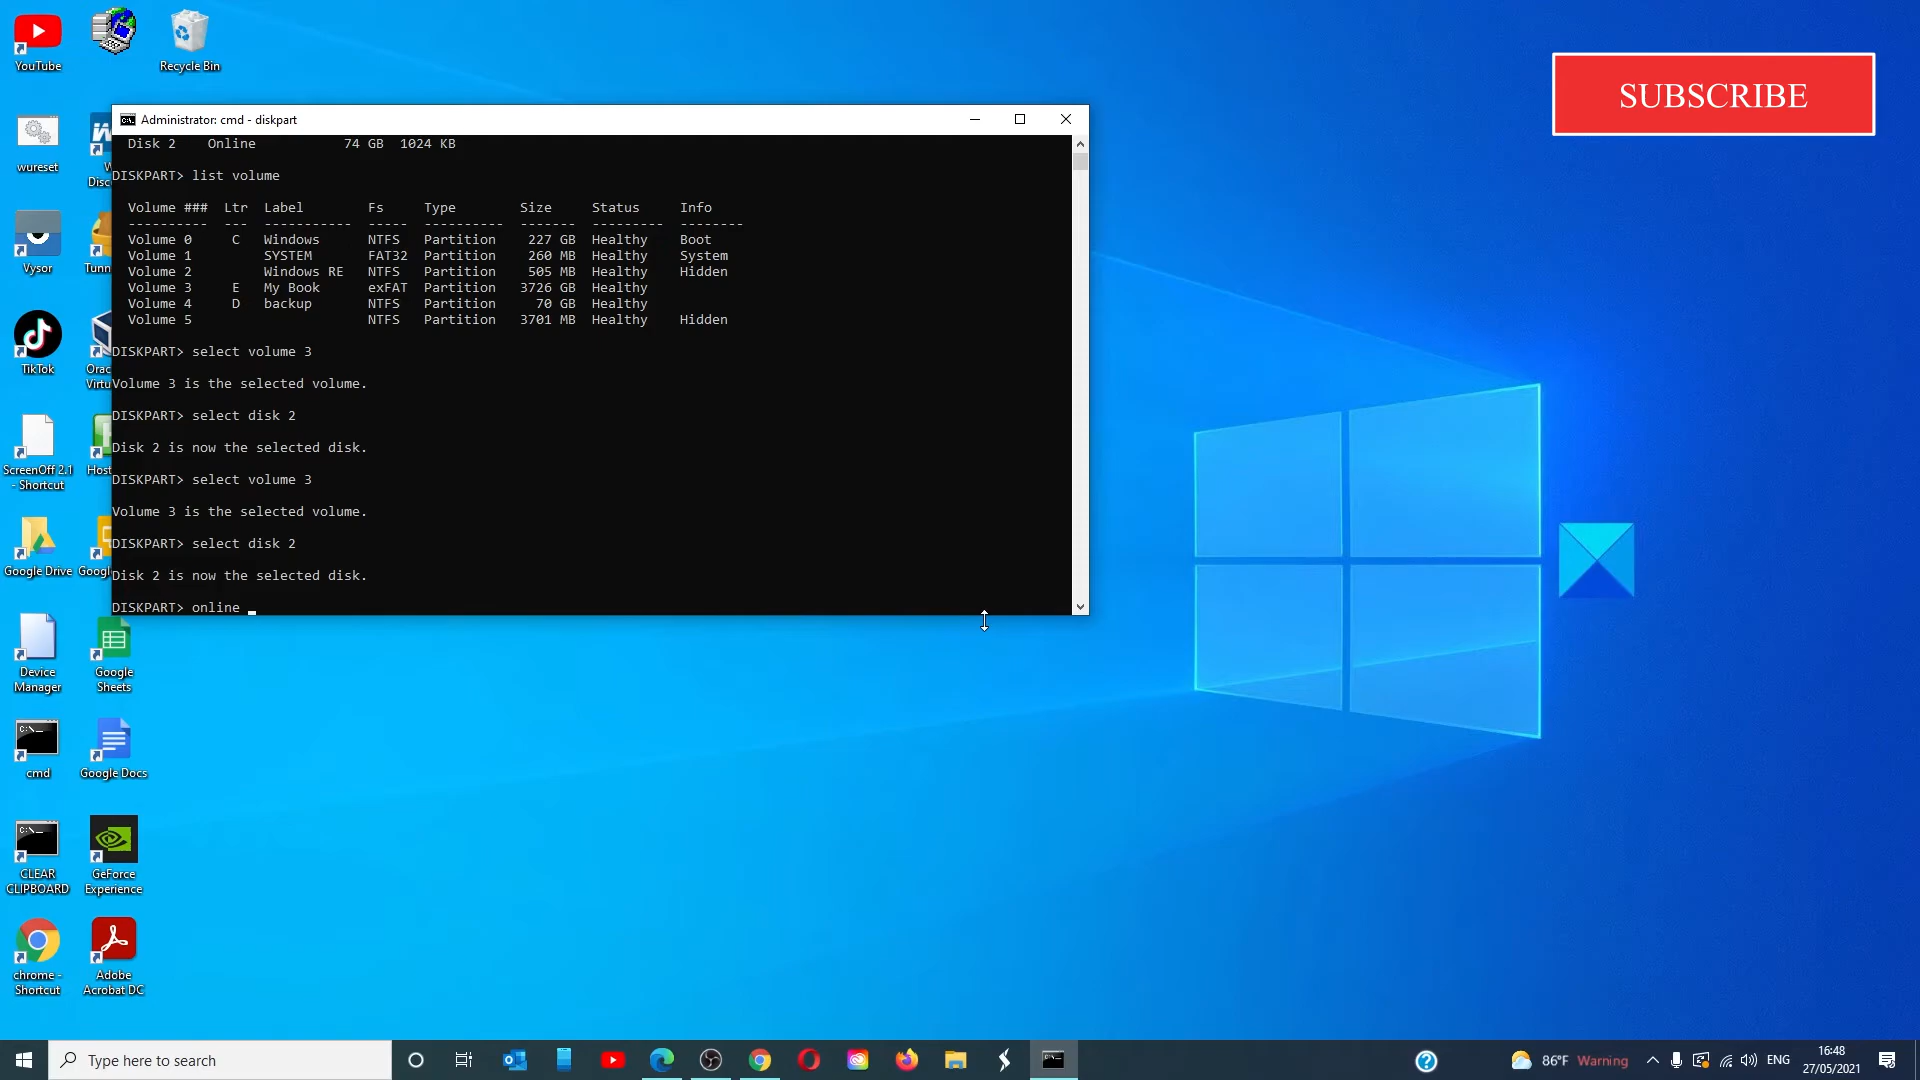 YouTube
Recycle Bin
SUBSCRIBE
wureset
Disc
Vysor
Tunn
TikTok
Orac
Virtu
ScreenOff 2.1
- Shortcut
Host
Google Drive
Googl
Device
Manager
Google
Sheets
cmd
Google Docs
CLEAR
CLIPBOARD
GeForce
Experience
chrome -
Shortcut
Adobe
Acrobat DC
Administrator: cmd - diskpart
Disk 2 Online 74 GB 1024 KB
DISKPART> list volume
Volume ### Ltr Label Fs Type Size Status Info
---------- --- ----------- ----- ---------- ------- --------- --------
Volume 0 C Windows NTFS Partition 227 GB Healthy Boot
Volume 1 SYSTEM FAT32 Partition 260 MB Healthy System
Volume 2 Windows RE NTFS Partition 505 MB Healthy Hidden
Volume 3 E My Book exFAT Partition 3726 GB Healthy
Volume 4 D backup NTFS Partition 70 GB Healthy
Volume 5 NTFS Partition 3701 MB Healthy Hidden
DISKPART> select volume 3
Volume 3 is the selected volume.
DISKPART> select disk 2
Disk 2 is now the selected disk.
DISKPART> select volume 3
Volume 3 is the selected volume.
DISKPART> select disk 2
Disk 2 is now the selected disk.
DISKPART> online
Type here to search
86°F Warning
ENG
16:48
27/05/2021